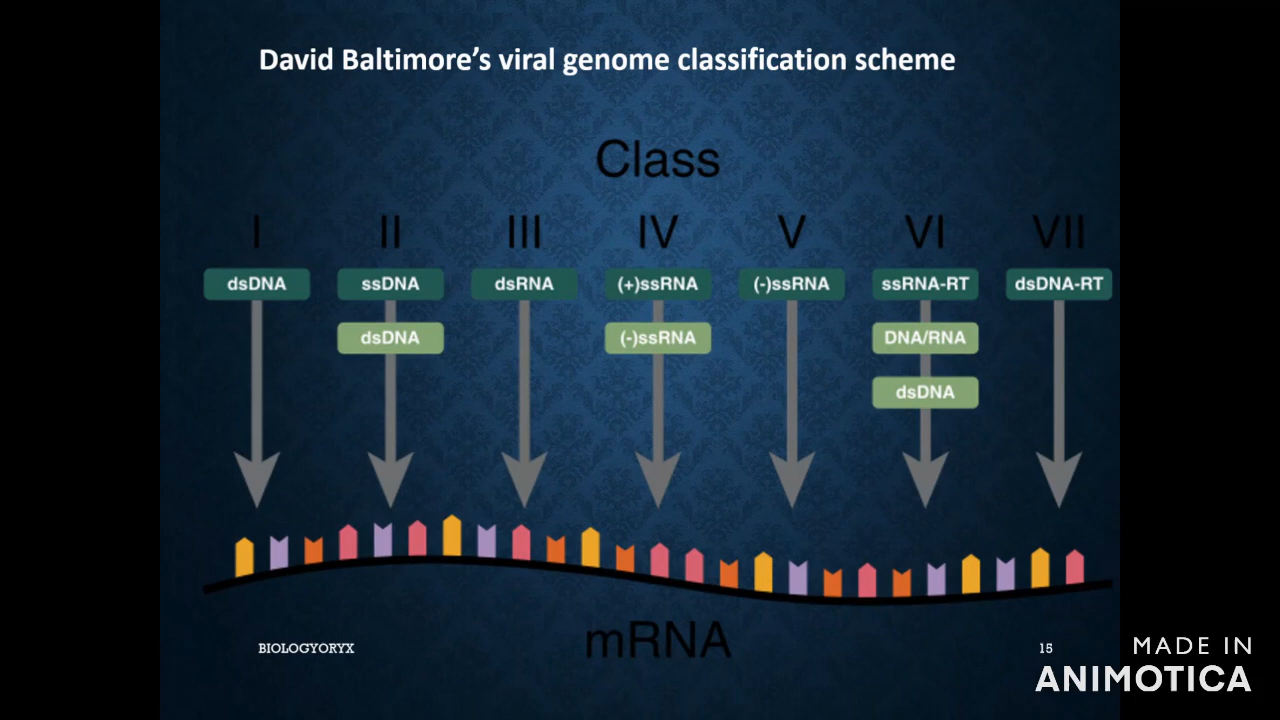 David Baltimore’s viral genome classification scheme
Class
I II III IV V VI VII
dsDNA ssDNA dsRNA (+)ssRNA (-)ssRNA ssRNA-RT dsDNA-RT
dsDNA (-)ssRNA DNA/RNA
dsDNA
mRNA
BIOLOGYORYX 15
MADE IN
ANIMOTICA